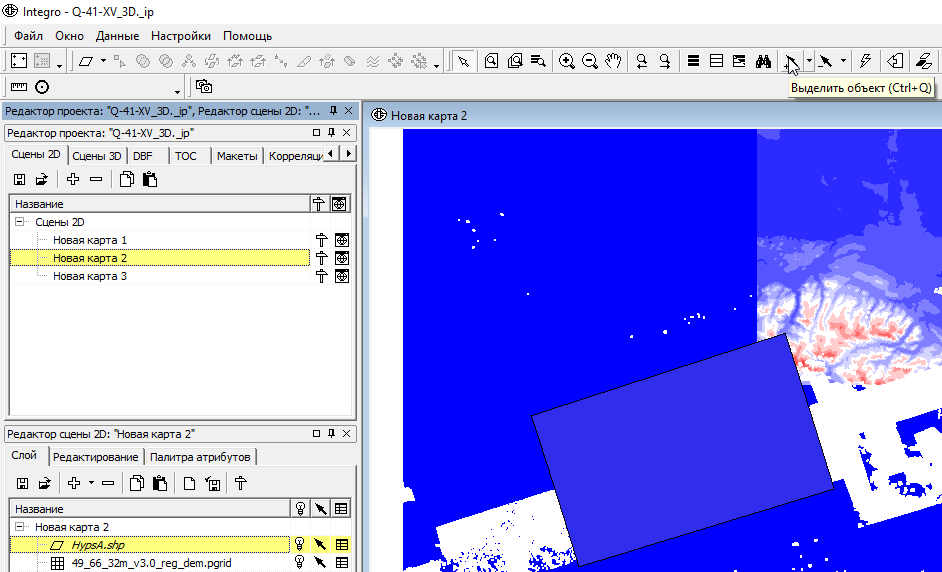 Integro - Q-41-XV_3D._ip
Файл Окно Данные Настройки Помощь
Выделить объект (Ctrl+Q)
Редактор проекта: "Q-41-XV_3D._ip", Редактор сцены 2D: "...
Редактор проекта: "Q-41-XV_3D._ip"
Сцены 2D Сцены 3D DBF ТОС Макеты Корреляци
Название
Сцены 2D
Новая карта 1
Новая карта 2
Новая карта 3
Редактор сцены 2D: "Новая карта 2"
Слой Редактирование Палитра атрибутов
Название
Новая карта 2
HypsA.shp
49_66_32m_v3.0_reg_dem.pgrid
Новая карта 2